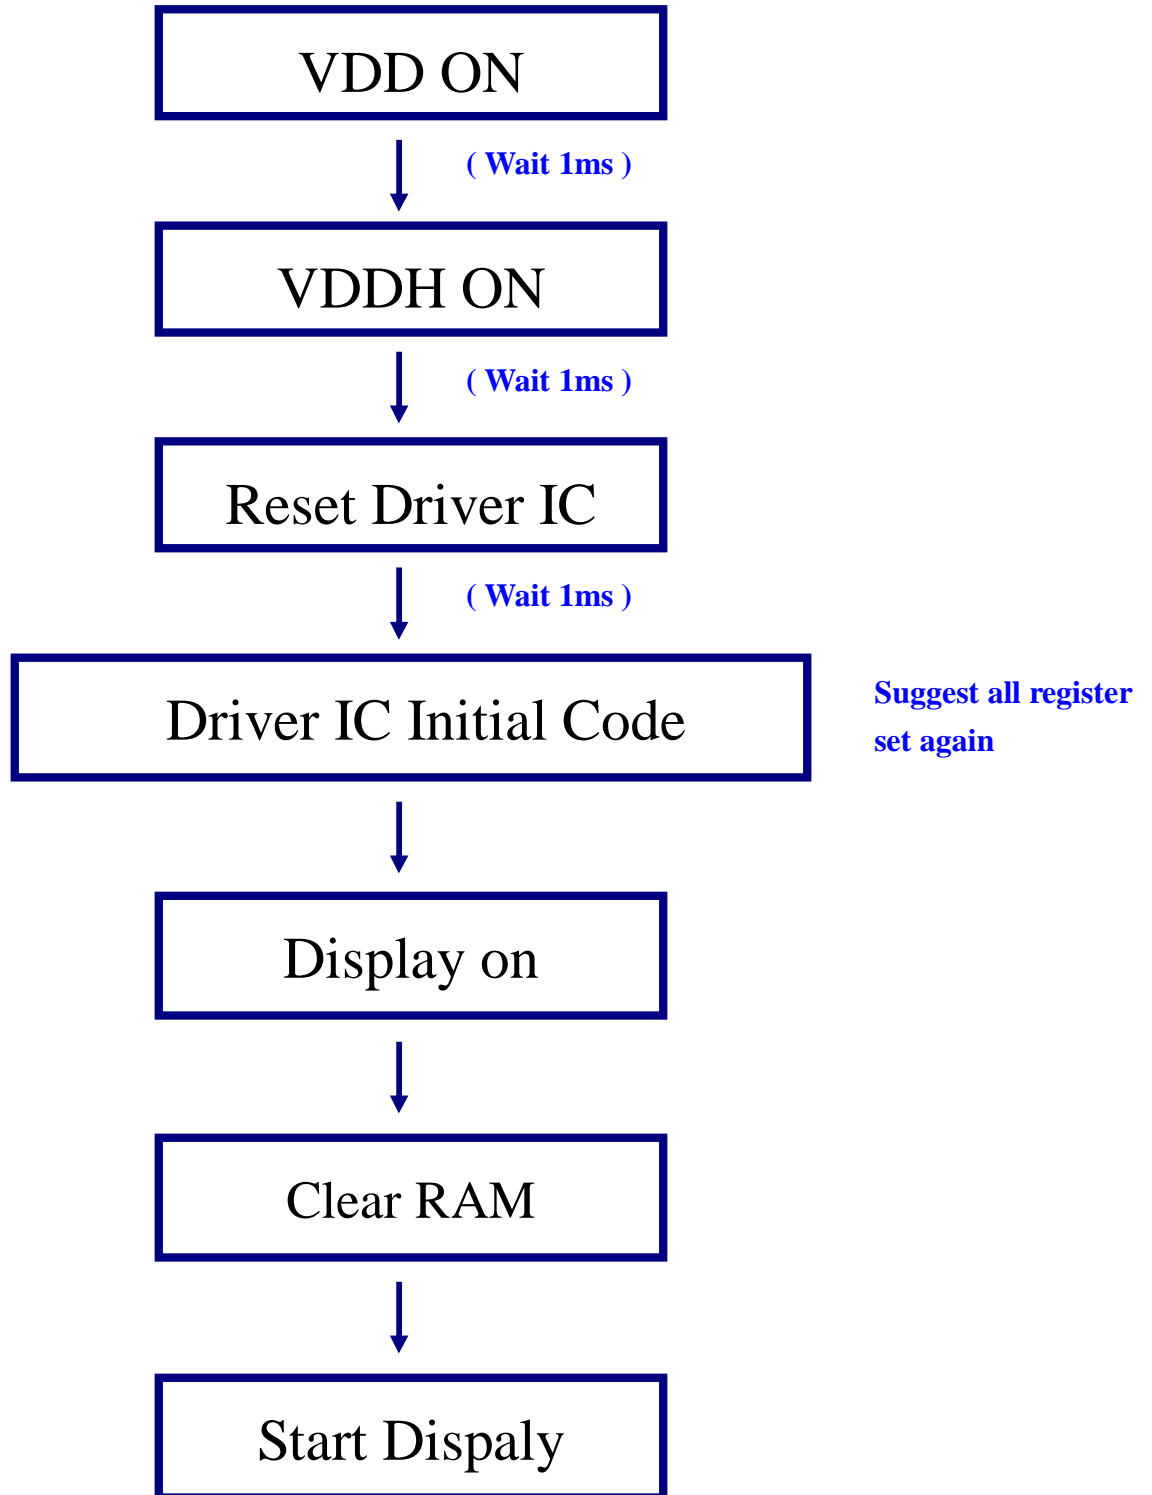 VDD ON
( Wait 1ms )
VDDH ON
( Wait 1ms )
Reset Driver IC
( Wait 1ms )
Driver IC Initial Code
Suggest all register
set again
Display on
Clear RAM
Start Dispaly